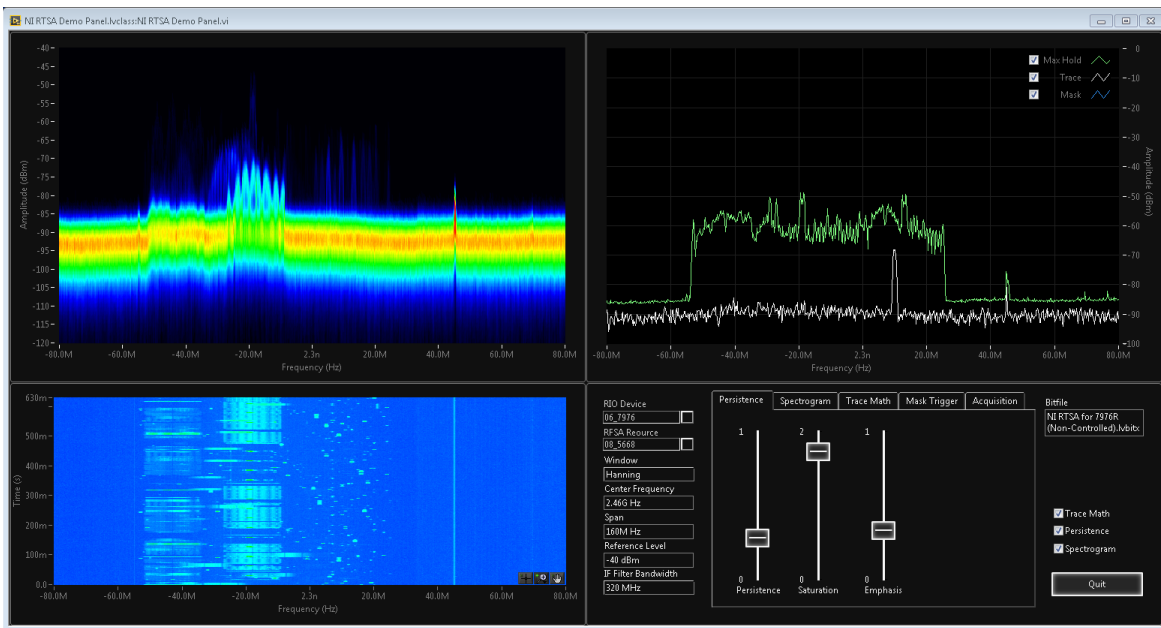 NI RTSA Demo Panel.lvclass:NI RTSA Demo Panel.vi
-40
-45
-50
-55
-60
-65
-70
-75
-80
-85
-90
-95
-100
-105
-110
-115
-120
Amplitude (dBm)
-80.0M -60.0M -40.0M -20.0M 2.3n 20.0M 40.0M 60.0M 80.0M
Frequency (Hz)
Max Hold
Trace
Mask
0
-10
-20
-30
-40
-50
-60
-70
-80
-90
-100
Amplitude (dBm)
-80.0M -60.0M -40.0M -20.0M 2.3n 20.0M 40.0M 60.0M 80.0M
Frequency (Hz)
630m
500m
400m
300m
200m
100m
0.0
Time (s)
-80.0M -60.0M -40.0M -20.0M 2.3n 20.0M 40.0M 60.0M 80.0M
Frequency (Hz)
RIO Device
06_7976
RFSA Reource
08_5668
Window
Hanning
Center Frequency
2.46G Hz
Span
160M Hz
Reference Level
-40 dBm
IF Filter Bandwidth
320 MHz
Persistence Spectrogram Trace Math Mask Trigger Acquisition
1 2 1
0 0 0
Persistence Saturation Emphasis
Bitfile
NI RTSA for 7976R
(Non-Controlled).lvbitx
Trace Math
Persistence
Spectrogram
Quit